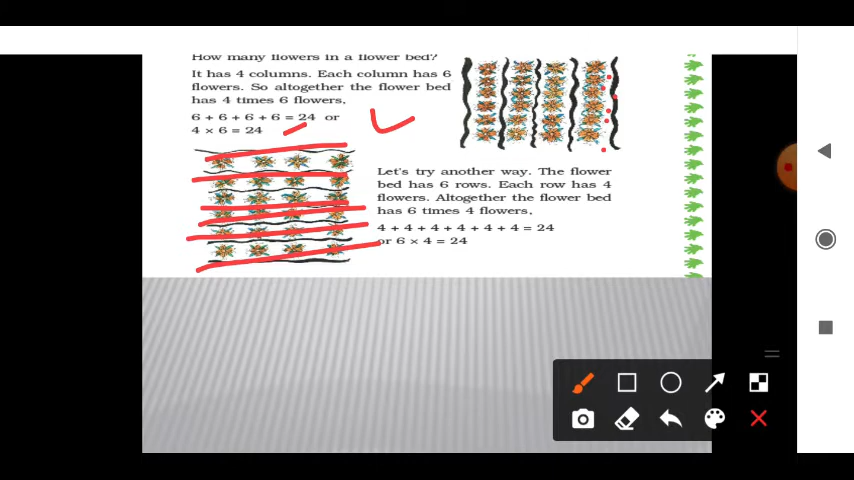 How many flowers in a flower bed?
It has 4 columns. Each column has 6
flowers. So altogether the flower bed
has 4 times 6 flowers,
6 + 6 + 6 + 6 = 24 or
4 × 6 = 24
Let's try another way. The flower
bed has 6 rows. Each row has 4
flowers. Altogether the flower bed
has 6 times 4 flowers,
4 + 4 + 4 + 4 + 4 + 4 = 24
or 6 × 4 = 24